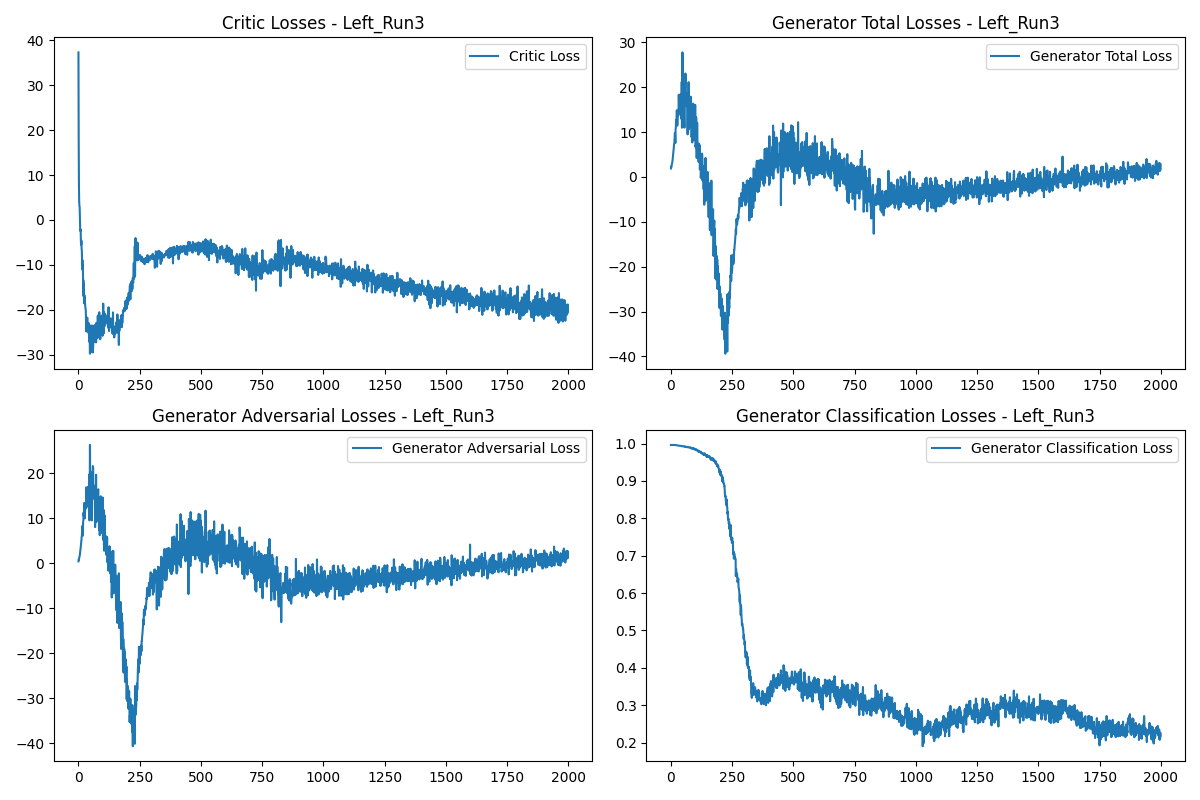 Critic Losses - Left_Run3
Critic Loss
40
30
20
10
0
−10
−20
−30
0 250 500 750 1000 1250 1500 1750 2000
Generator Total Losses - Left_Run3
Generator Total Loss
30
20
10
0
−10
−20
−30
−40
0 250 500 750 1000 1250 1500 1750 2000
Generator Adversarial Losses - Left_Run3
Generator Adversarial Loss
20
10
0
−10
−20
−30
−40
0 250 500 750 1000 1250 1500 1750 2000
Generator Classification Losses - Left_Run3
Generator Classification Loss
1.0
0.9
0.8
0.7
0.6
0.5
0.4
0.3
0.2
0 250 500 750 1000 1250 1500 1750 2000